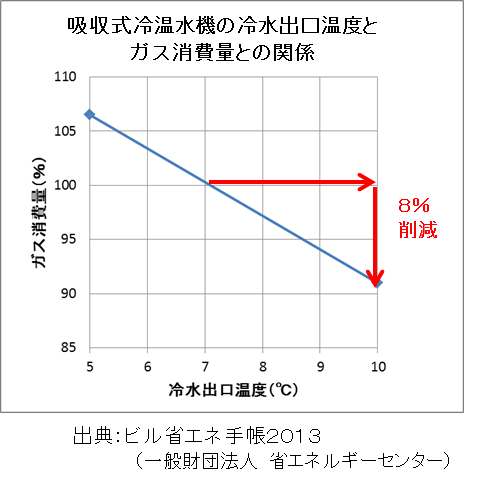 吸収式冷温水機の冷水出口温度と
ガス消費量との関係
110
105
100
95
90
85
ガス消費量(%)
8%
削減
5 6 7 8 9 10
冷水出口温度(℃)
出典:ビル省エネ手帳2013
(一般財団法人 省エネルギーセンター)